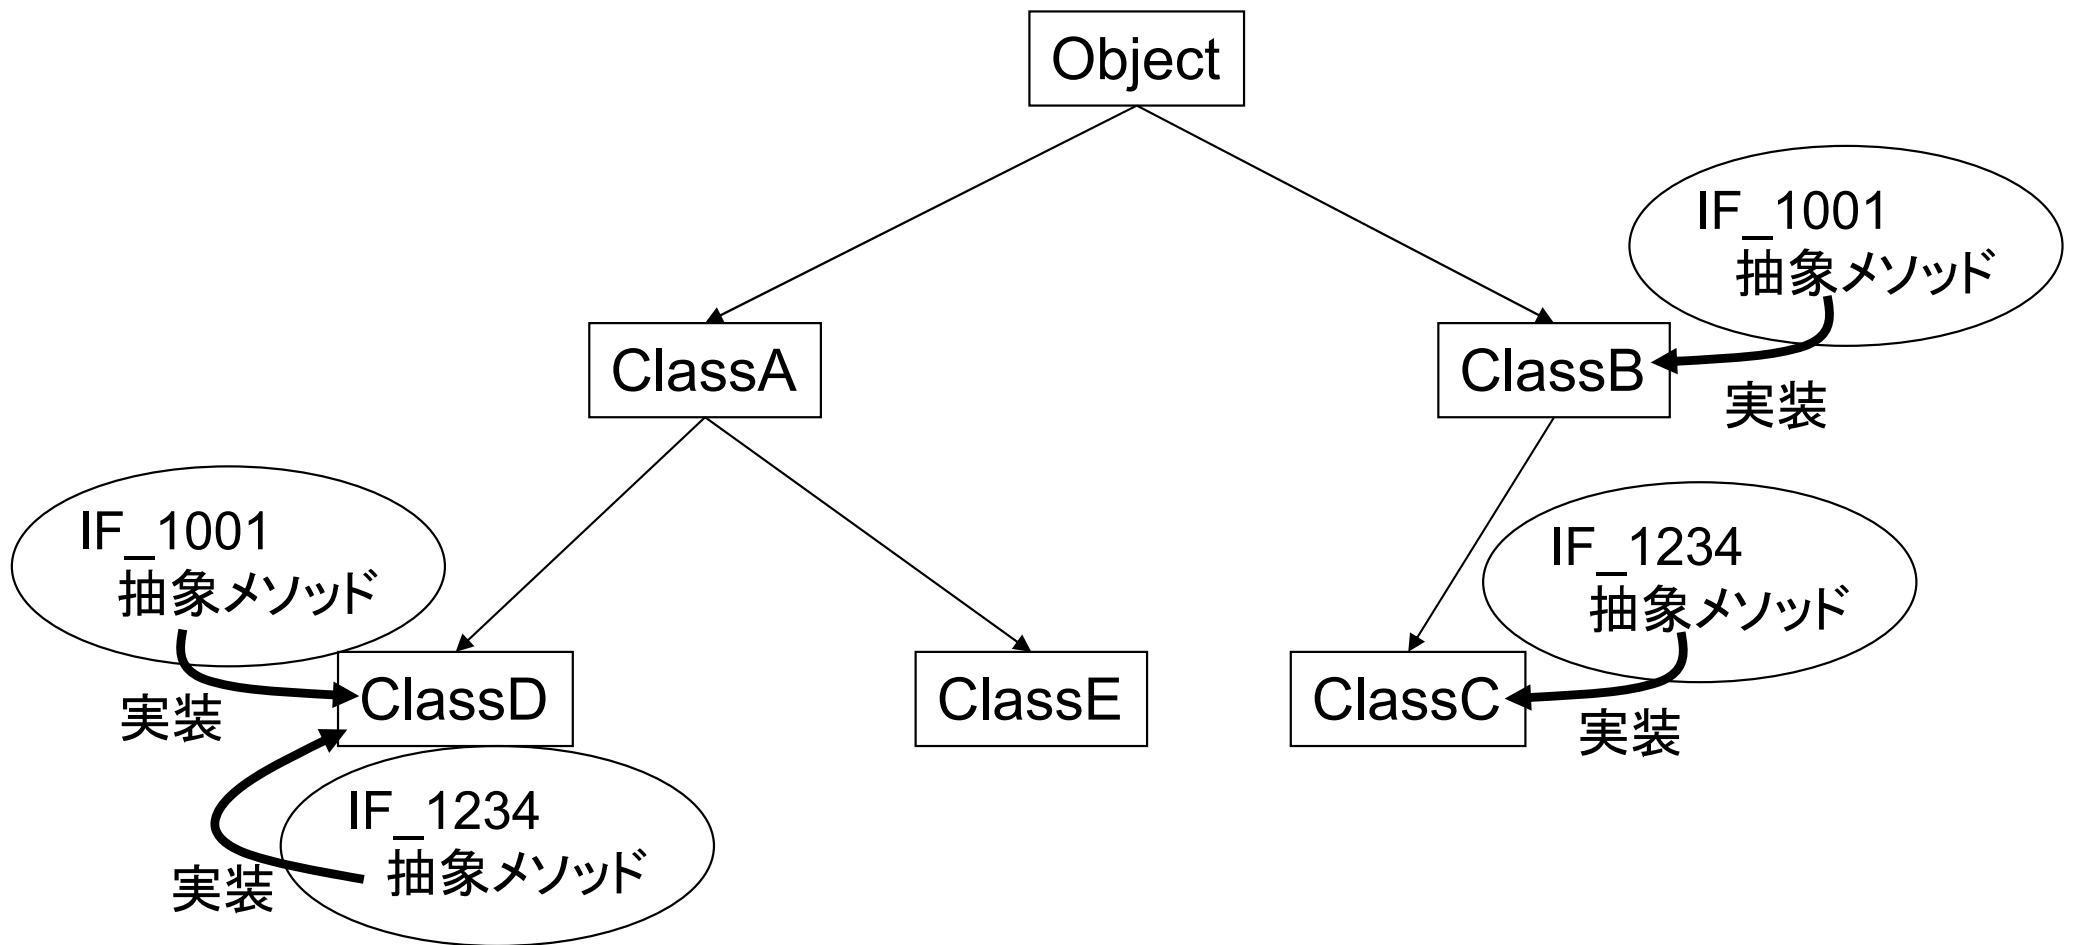 Object
IF_1001
抽象メソッド
ClassA
ClassB
実装
IF_1001
抽象メソッド
IF_1234
抽象メソッド
ClassD
ClassE
ClassC
実装
実装
IF_1234
抽象メソッド
実装